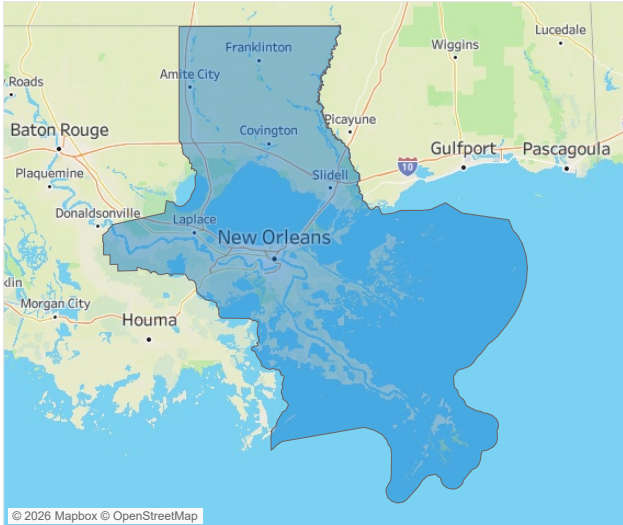 Lucedale
Wiggins
Franklinton
Amite City
Roads
Picayune
Baton Rouge
Covington
Gulfport
Pascagoula
10
Plaquemine
Slidell
Donaldsonville
Laplace
New Orleans
Morgan City
Houma
© 2026 Mapbox © OpenStreetMap